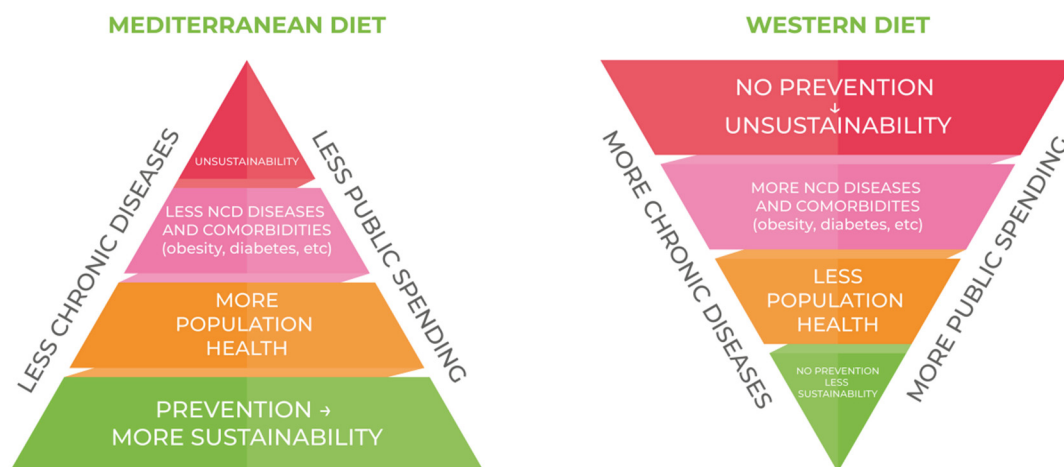 MEDITERRANEAN DIET
LESS CHRONIC DISEASES
LESS PUBLIC SPENDING
UNSUSTAINABILITY
LESS NCD DISEASES
AND COMORBIDITIES
(obesity, diabetes, etc)
MORE
POPULATION
HEALTH
PREVENTION →
MORE SUSTAINABILITY
WESTERN DIET
MORE CHRONIC DISEASES
MORE PUBLIC SPENDING
NO PREVENTION
↓
UNSUSTAINABILITY
MORE NCD DISEASES
AND COMORBIDITES
(obesity, diabetes, etc)
LESS
POPULATION
HEALTH
NO PREVENTION
LESS
SUSTAINABILITY